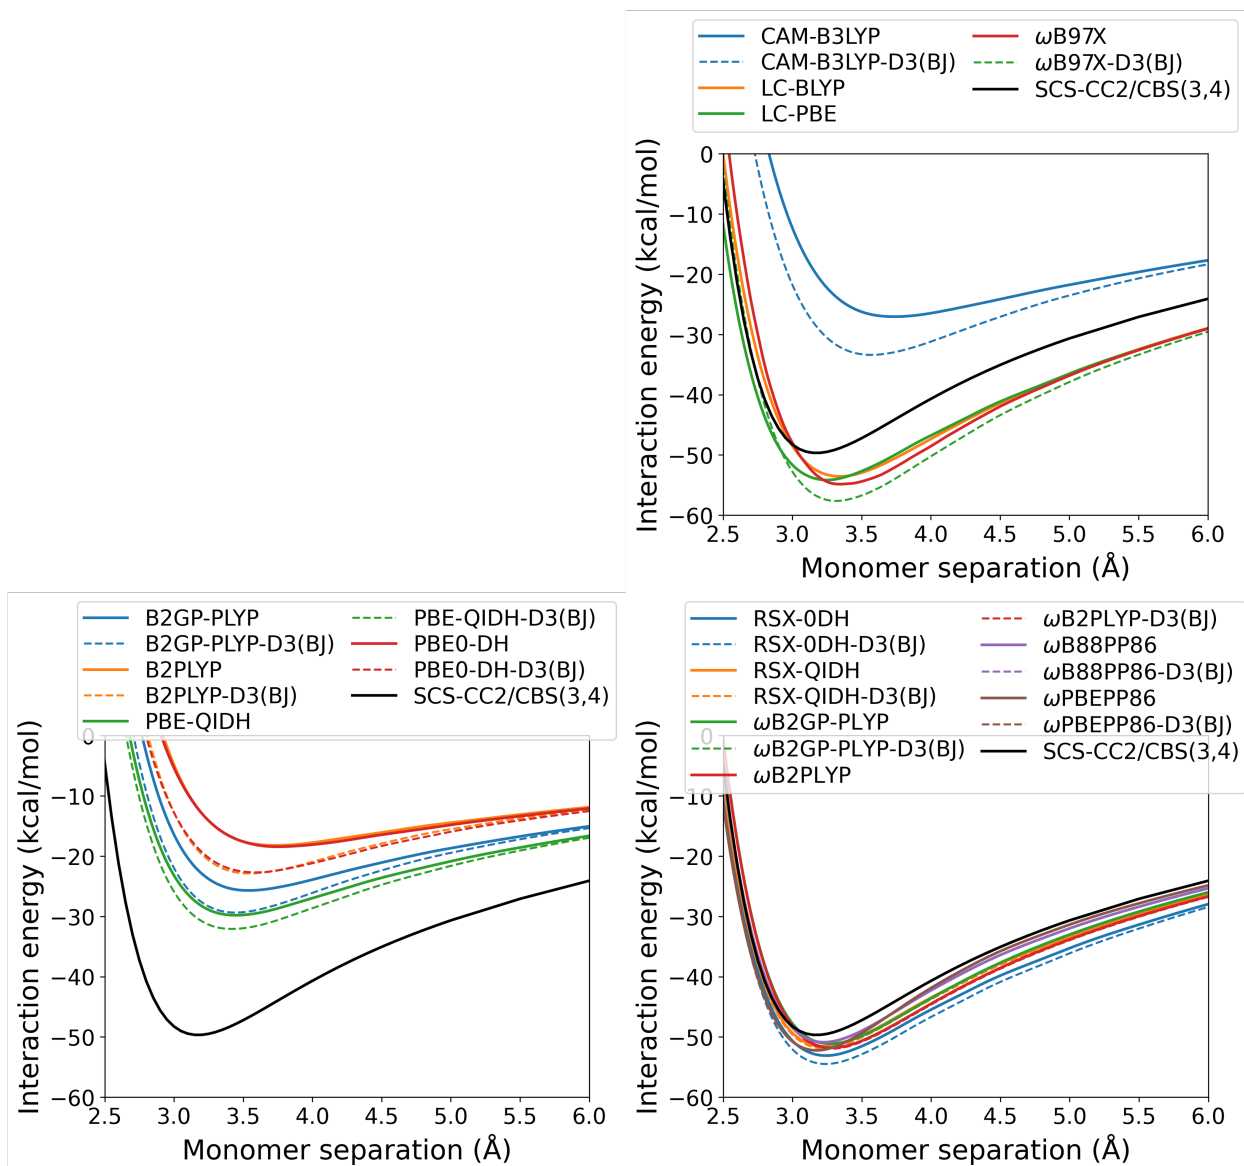 CAM-B3LYP
CAM-B3LYP-D3(BJ)
LC-BLYP
LC-PBE
ωB97X
ωB97X-D3(BJ)
SCS-CC2/CBS(3,4)
0
−10
−20
−30
−40
−50
−60
Interaction energy (kcal/mol)
2.5 3.0 3.5 4.0 4.5 5.0 5.5 6.0
Monomer separation (Å)
B2GP-PLYP
B2GP-PLYP-D3(BJ)
B2PLYP
B2PLYP-D3(BJ)
PBE-QIDH
PBE-QIDH-D3(BJ)
PBE0-DH
PBE0-DH-D3(BJ)
SCS-CC2/CBS(3,4)
0
−10
−20
−30
−40
−50
−60
Interaction energy (kcal/mol)
2.5 3.0 3.5 4.0 4.5 5.0 5.5 6.0
Monomer separation (Å)
RSX-0DH
RSX-0DH-D3(BJ)
RSX-QIDH
RSX-QIDH-D3(BJ)
ωB2GP-PLYP
ωB2GP-PLYP-D3(BJ)
ωB2PLYP
ωB2PLYP-D3(BJ)
ωB88PP86
ωB88PP86-D3(BJ)
ωPBEPP86
ωPBEPP86-D3(BJ)
SCS-CC2/CBS(3,4)
0
−10
−20
−30
−40
−50
−60
Interaction energy (kcal/mol)
2.5 3.0 3.5 4.0 4.5 5.0 5.5 6.0
Monomer separation (Å)